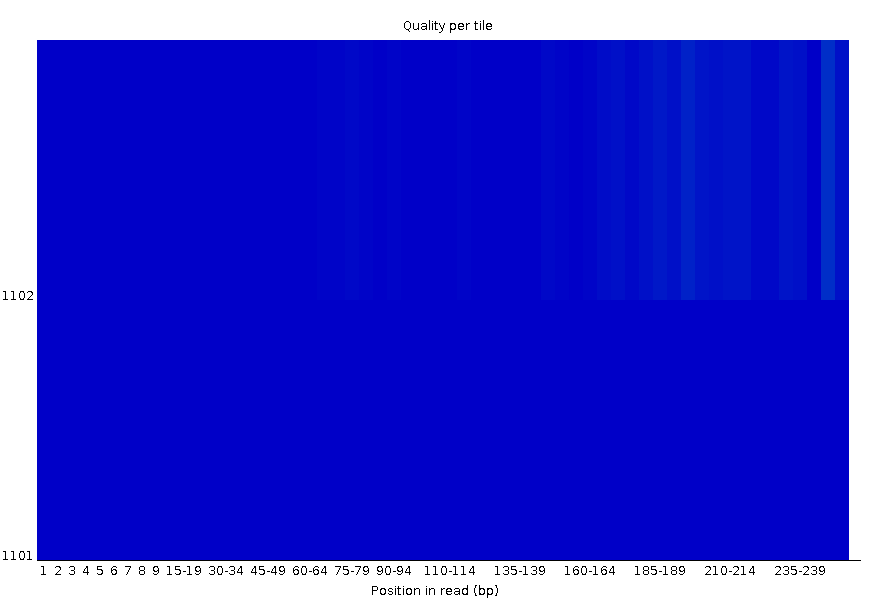 Quality per tile
1102
1101
1 2 3 4 5 6 7 8 9 15-19 30-34 45-49 60-64 75-79 90-94 110-114 135-139 160-164 185-189 210-214 235-239
Position in read (bp)